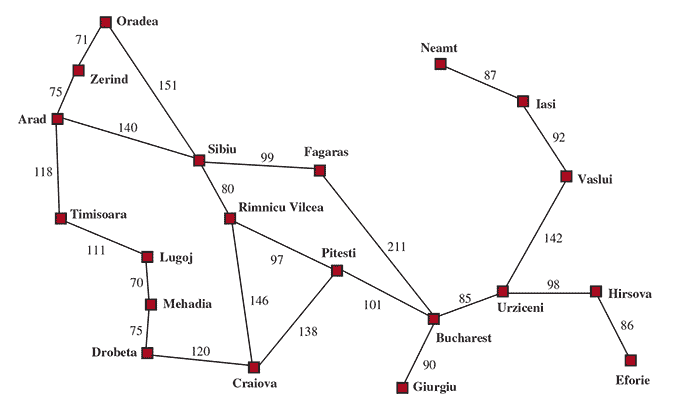 Oradea
71
Neamt
Zerind
87
151
75
Iasi
Arad
140
92
Sibiu
99
Fagaras
118
80
Vaslui
Timisoara
Rimnicu Vilcea
142
111
Lugoj
97
Pitesti
211
70
98
Hirsova
146
85
Mehadia
101
Urziceni
86
75
138
Bucharest
120
Drobeta
90
Eforie
Craiova
Giurgiu